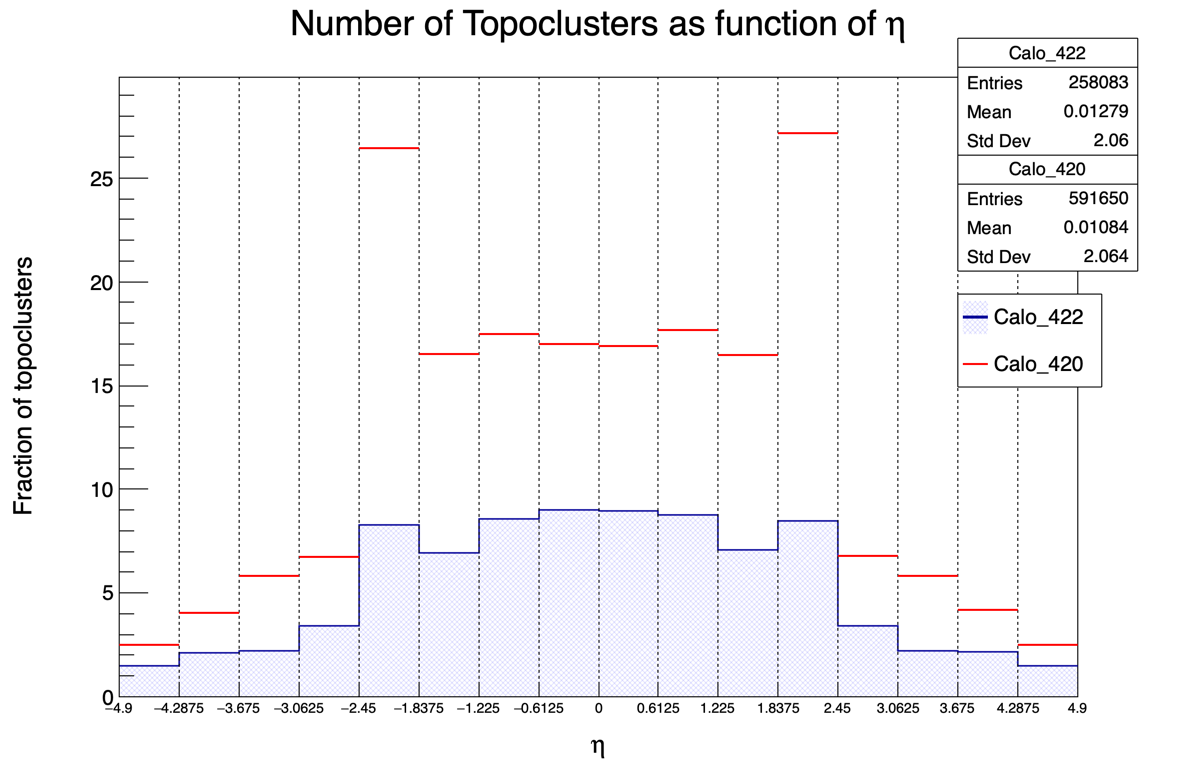 Number of Topoclusters as function of η
Calo_422
Entries 258083
Mean 0.01279
Std Dev 2.06
Calo_420
Entries 591650
Mean 0.01084
Std Dev 2.064
Calo_422
Calo_420
Fraction of topoclusters
25
20
15
10
5
0
−4.9 −4.2875 −3.675 −3.0625 −2.45 −1.8375 −1.225 −0.6125 0 0.6125 1.225 1.8375 2.45 3.0625 3.675 4.2875 4.9
η